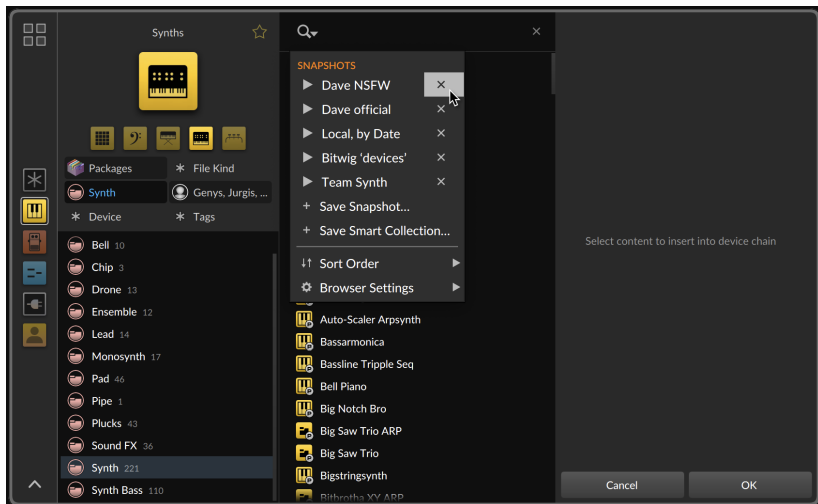 Synths
Packages
File Kind
Synth
Genys, Jurgis, ...
Device
Tags
Bell 10
Chip 3
Drone 13
Ensemble 12
Lead 14
Monosynth 17
Pad 46
Pipe 1
Plucks 43
Sound FX 36
Synth 221
Synth Bass 110
SNAPSHOTS
Dave NSFW
Dave official
Local, by Date
Bitwig ‘devices’
Team Synth
+ Save Snapshot...
+ Save Smart Collection...
Sort Order
Browser Settings
Auto-Scaler Arpsynth
Bassarmonica
Bassline Tripple Seq
Bell Piano
Big Notch Bro
Big Saw Trio ARP
Big Saw Trio
Bigstringsynth
Bithrotha XY ARP
Select content to insert into device chain
Cancel
OK